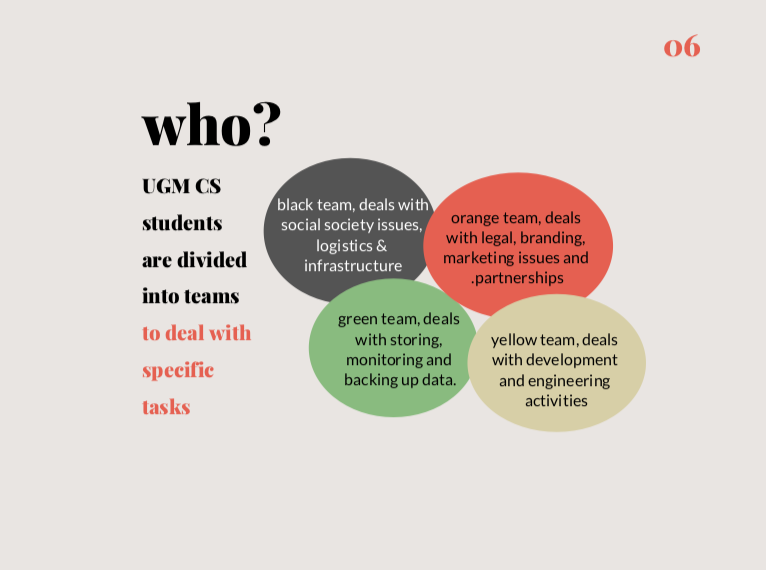 06
who?
UGM CS
students
are divided
into teams
to deal with
specific
tasks
black team, deals with
social society issues,
logistics &
infrastructure
orange team, deals
with legal, branding,
marketing issues and
.partnerships
green team, deals
with storing,
monitoring and
backing up data.
yellow team, deals
with development
and engineering
activities